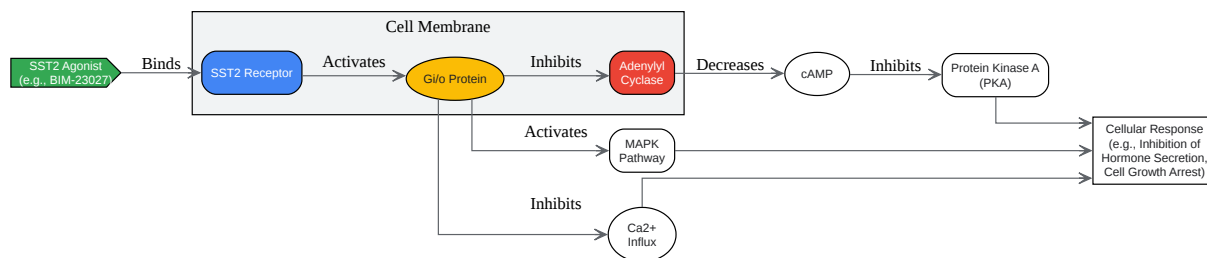 Cell Membrane
SST2 Agonist
(e.g., BIM-23027)
Binds
SST2 Receptor
Activates
Gi/o Protein
Inhibits
Adenylyl
Cyclase
Decreases
cAMP
Inhibits
Protein Kinase A
(PKA)
Activates
MAPK
Pathway
Cellular Response
(e.g., Inhibition of
Hormone Secretion,
Cell Growth Arrest)
Inhibits
Ca2+
Influx